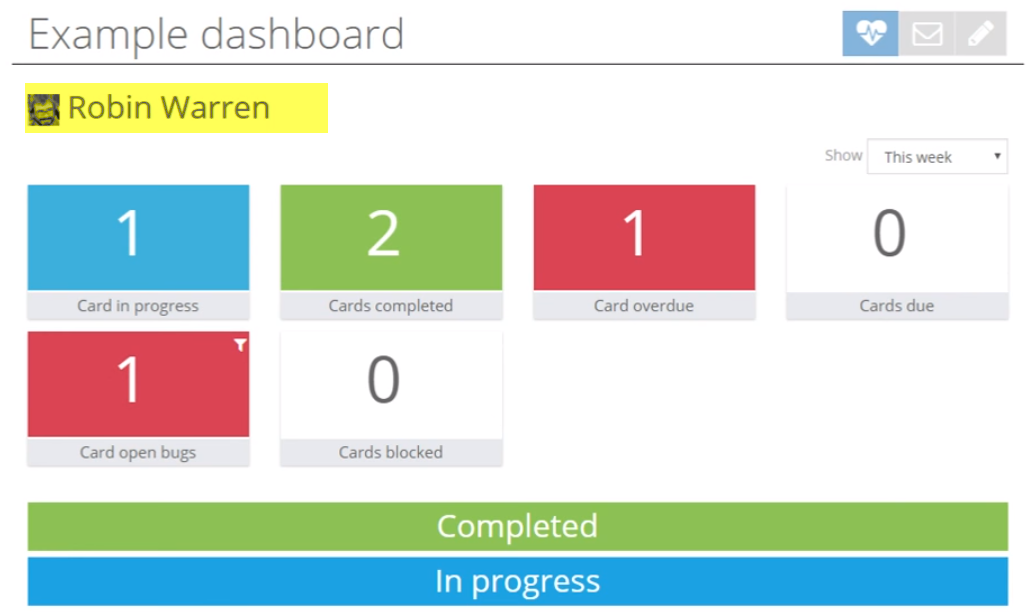 Example dashboard
Robin Warren
Show This week
1 2 1 0
Card in progress Cards completed Card overdue Cards due
1 0
Card open bugs Cards blocked
Completed
In progress